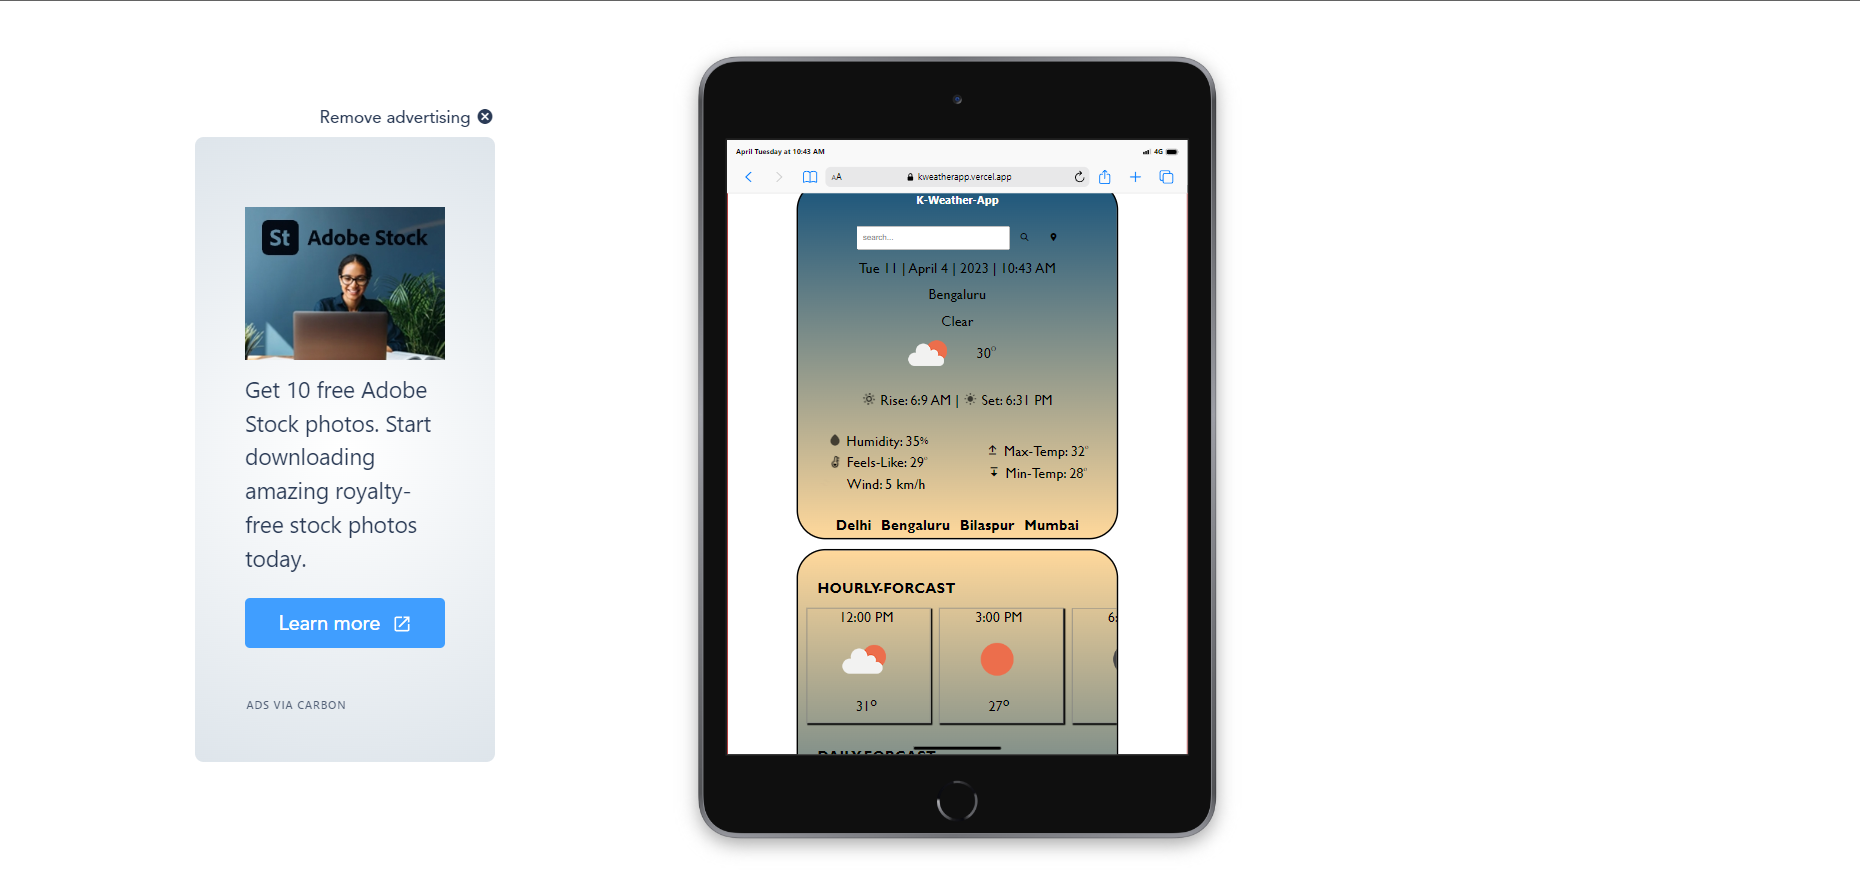 Remove advertising
St Adobe Stock
Get 10 free Adobe
Stock photos. Start
downloading
amazing royalty-
free stock photos
today.
Learn more
ADS VIA CARBON
April Tuesday at 10:43 AM
4G
AA
kweatherapp.vercel.app
K-Weather-App
search...
Tue 11 | April 4 | 2023 | 10:43 AM
Bengaluru
Clear
30°
Rise: 6:9 AM | Set: 6:31 PM
Humidity: 35%
Feels-Like: 29°
Wind: 5 km/h
Max-Temp: 32°
Min-Temp: 28°
Delhi Bengaluru Bilaspur Mumbai
HOURLY-FORCAST
12:00 PM
31°
3:00 PM
27°
6:
DAILY-FORCAST